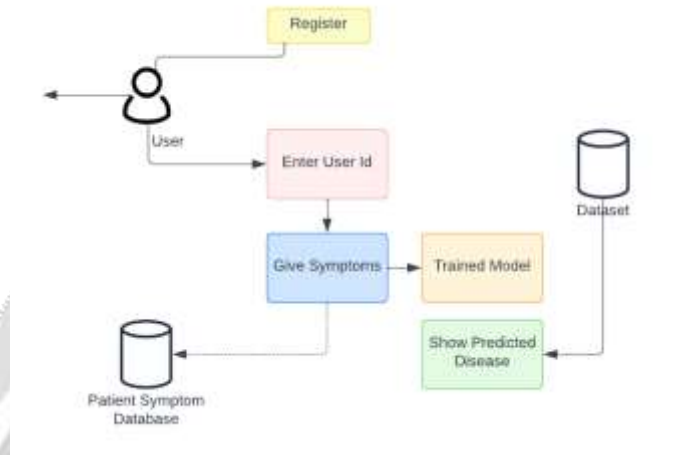 Register
User
Enter User Id
Dataset
Give Symptoms
Trained Model
Show Predicted
Disease
Patient Symptom
Database